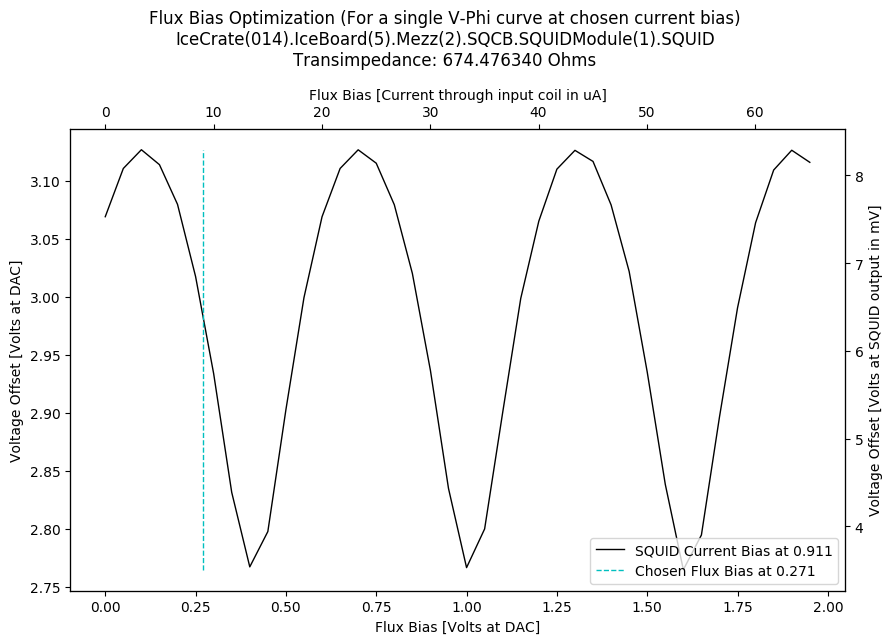 Flux Bias Optimization (For a single V-Phi curve at chosen current bias)
IceCrate(014).IceBoard(5).Mezz(2).SQCB.SQUIDModule(1).SQUID
Transimpedance: 674.476340 Ohms
Flux Bias [Current through input coil in uA]
0 10 20 30 40 50 60
Voltage Offset [Volts at DAC]
3.10
3.05
3.00
2.95
2.90
2.85
2.80
2.75
8
7
6
5
4
Voltage Offset [Volts at SQUID output in mV]
SQUID Current Bias at 0.911
Chosen Flux Bias at 0.271
0.00 0.25 0.50 0.75 1.00 1.25 1.50 1.75 2.00
Flux Bias [Volts at DAC]